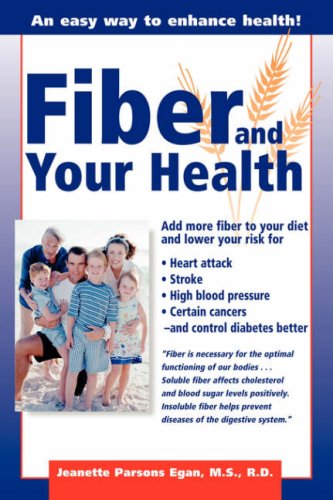 An easy way to enhance health!
Fiber and
Your Health
Add more fiber to your diet
and lower your risk for
• Heart attack
• Stroke
• High blood pressure
• Certain cancers
–and control diabetes better
"Fiber is necessary for the optimal
functioning of our bodies . . .
Soluble fiber affects cholesterol
and blood sugar levels positively.
Insoluble fiber helps prevent
diseases of the digestive system."
Jeanette Parsons Egan, M.S., R.D.